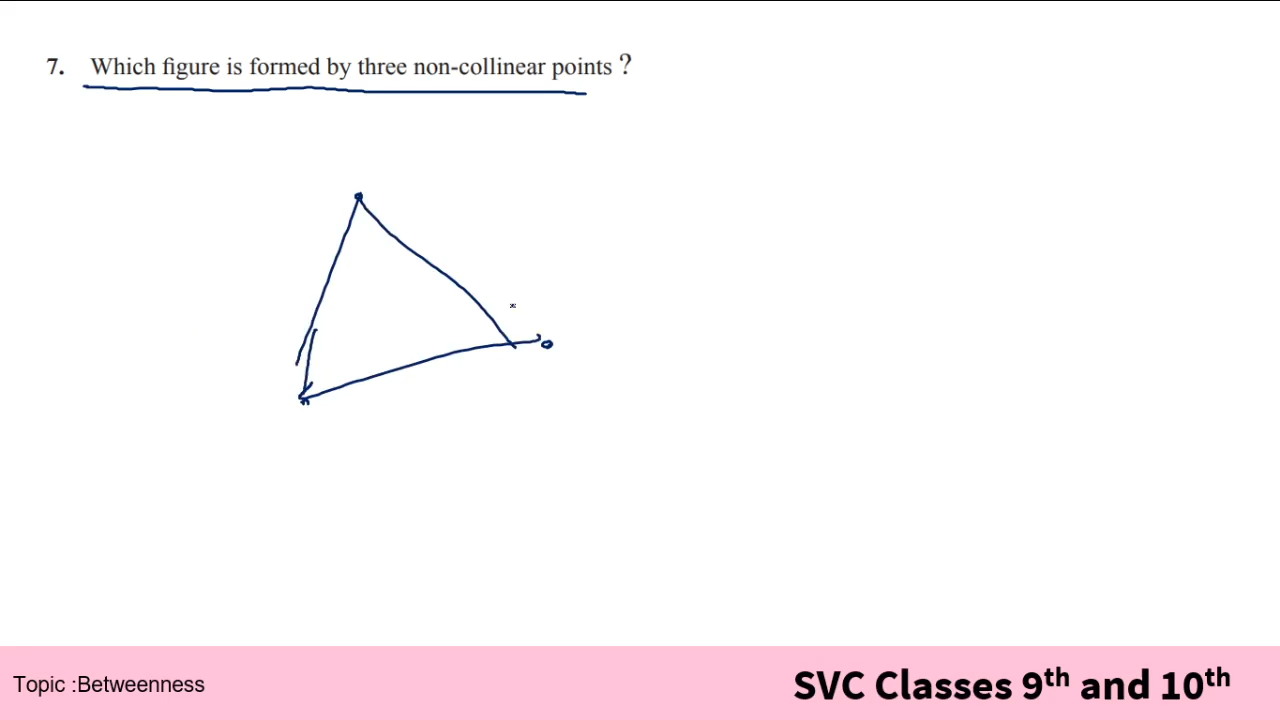 7. Which figure is formed by three non-collinear points ?
Topic :Betweenness
SVC Classes 9th and 10th